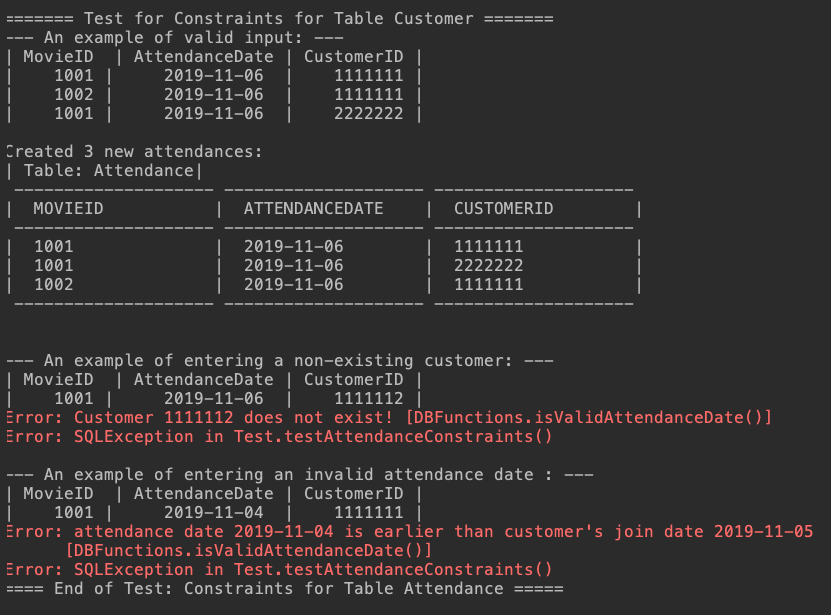 ======= Test for Constraints for Table Customer =======
--- An example of valid input: ---
| MovieID  | AttendanceDate | CustomerID |
|    1001 |     2019-11-06  |    1111111 |
|    1002 |     2019-11-06  |    1111111 |
|    1001 |     2019-11-06  |    2222222 |
Created 3 new attendances:
| Table: Attendance|
 -------------------- -------------------- --------------------
|  MOVIEID           |  ATTENDANCEDATE    |  CUSTOMERID        |
 -------------------- -------------------- --------------------
|  1001              |  2019-11-06        |  1111111           |
|  1001              |  2019-11-06        |  2222222           |
|  1002              |  2019-11-06        |  1111111           |
 -------------------- -------------------- --------------------
--- An example of entering a non-existing customer: ---
| MovieID  | AttendanceDate | CustomerID |
|    1001 |     2019-11-06  |    1111112 |
Error: Customer 1111112 does not exist! [DBFunctions.isValidAttendanceDate()]
Error: SQLException in Test.testAttendanceConstraints()
--- An example of entering an invalid attendance date : ---
| MovieID  | AttendanceDate | CustomerID |
|    1001 |     2019-11-04  |    1111111 |
Error: attendance date 2019-11-04 is earlier than customer's join date 2019-11-05
      [DBFunctions.isValidAttendanceDate()]
Error: SQLException in Test.testAttendanceConstraints()
==== End of Test: Constraints for Table Attendance =====